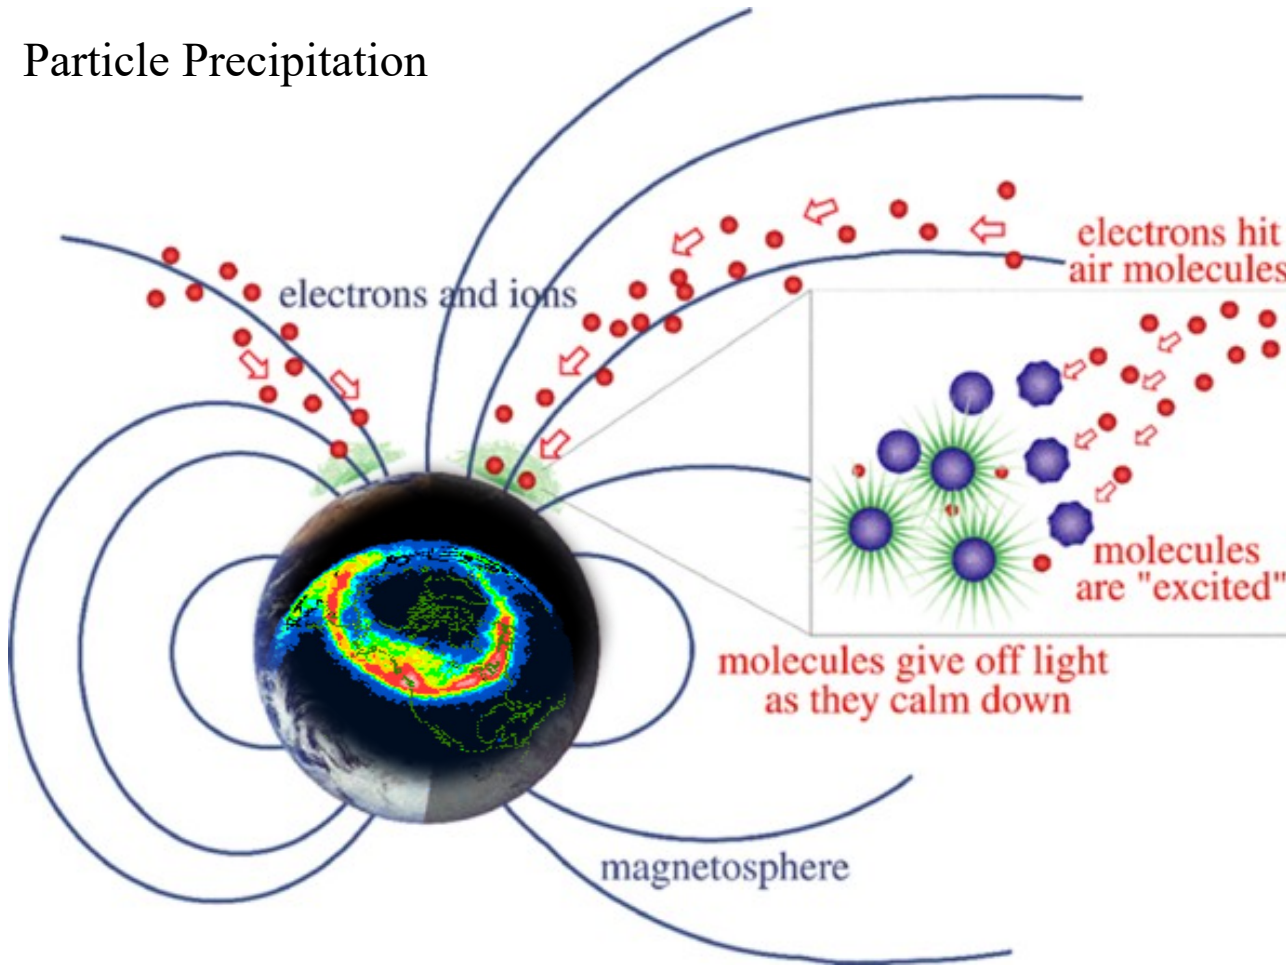 Particle Precipitation
electrons hit
air molecules
electrons and ions
molecules
are "excited"
molecules give off light
as they calm down
magnetosphere